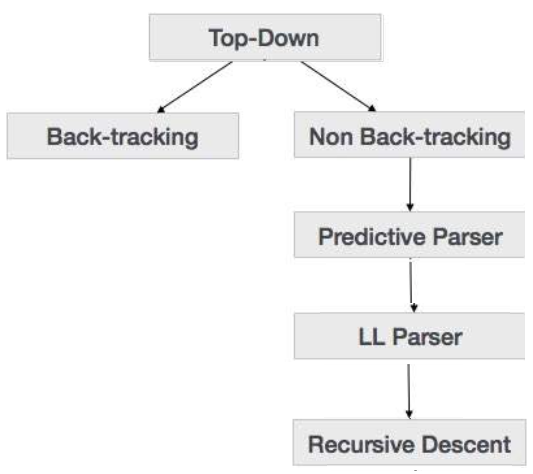 Top-Down
Back-tracking
Non Back-tracking
Predictive Parser
LL Parser
Recursive Descent